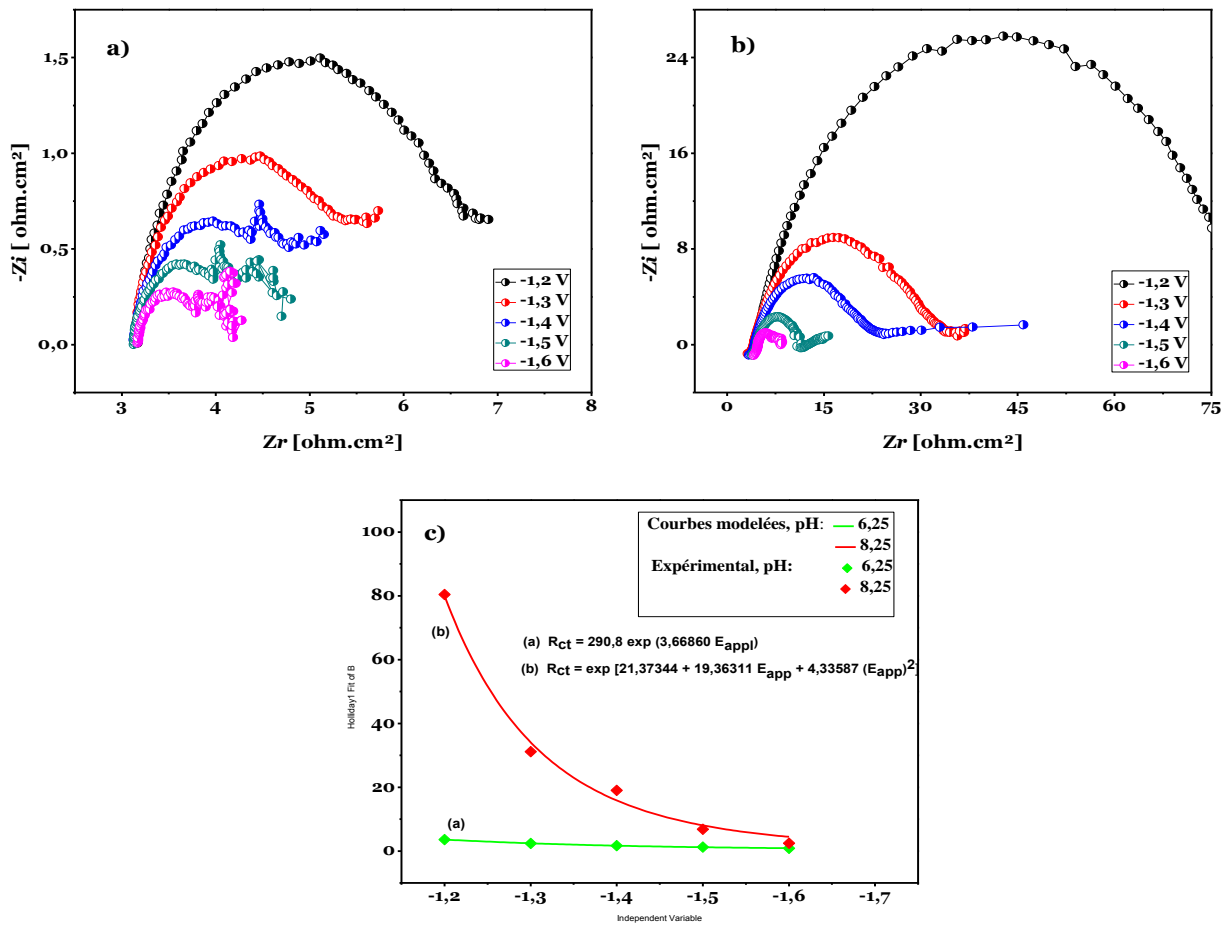 a)
1,5
1,0
0,5
0,0
-Zi [ ohm.cm²]
3 4 5 6 7 8
Zr [ohm.cm²]
-1,2 V
-1,3 V
-1,4 V
-1,5 V
-1,6 V
b)
24
16
8
0
-Zi [ ohm.cm²]
0 15 30 45 60 75
Zr [ohm.cm²]
-1,2 V
-1,3 V
-1,4 V
-1,5 V
-1,6 V
c)
100
80
60
40
20
0
Holliday1 Fit of B
Courbes modelées, pH: 6,25
8,25
Expérimental, pH: 6,25
8,25
(b)
(a) Rct = 290,8 exp (3,66860 Eappl)
(b) Rct = exp [21,37344 + 19,36311 Eapp + 4,33587 (Eapp)²]
(a)
-1,2 -1,3 -1,4 -1,5 -1,6 -1,7
Independent Variable